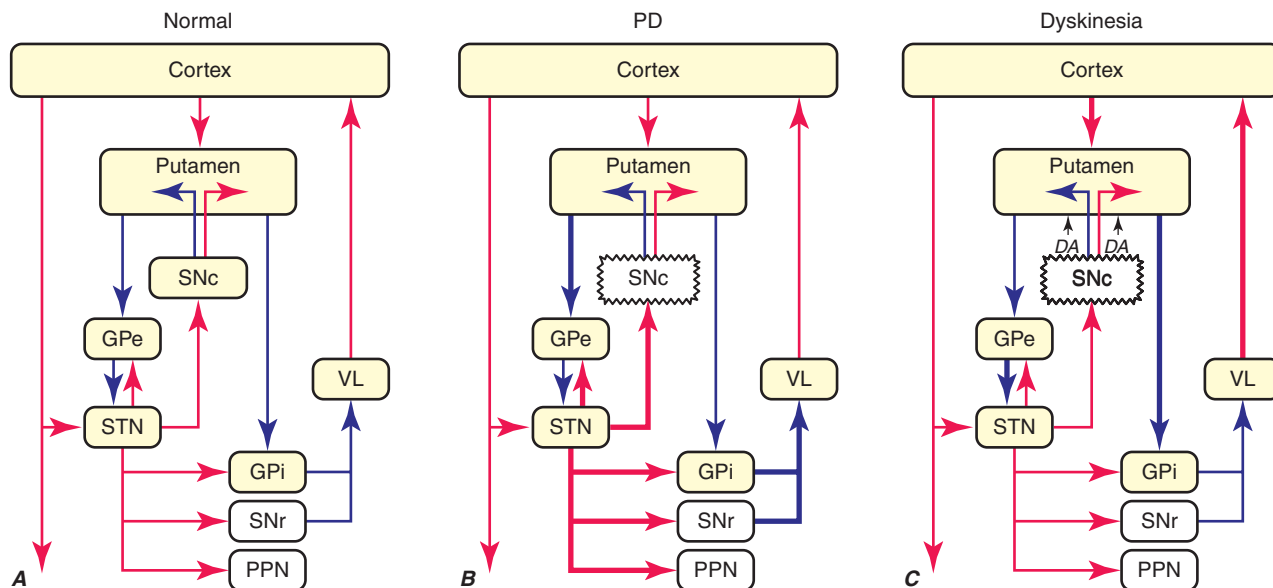 Normal
Cortex
Putamen
SNc
GPe
VL
STN
GPi
SNr
PPN
A
PD
Cortex
Putamen
SNc
GPe
VL
STN
GPi
SNr
PPN
B
Dyskinesia
Cortex
Putamen
DA DA
SNc
GPe
VL
STN
GPi
SNr
PPN
C